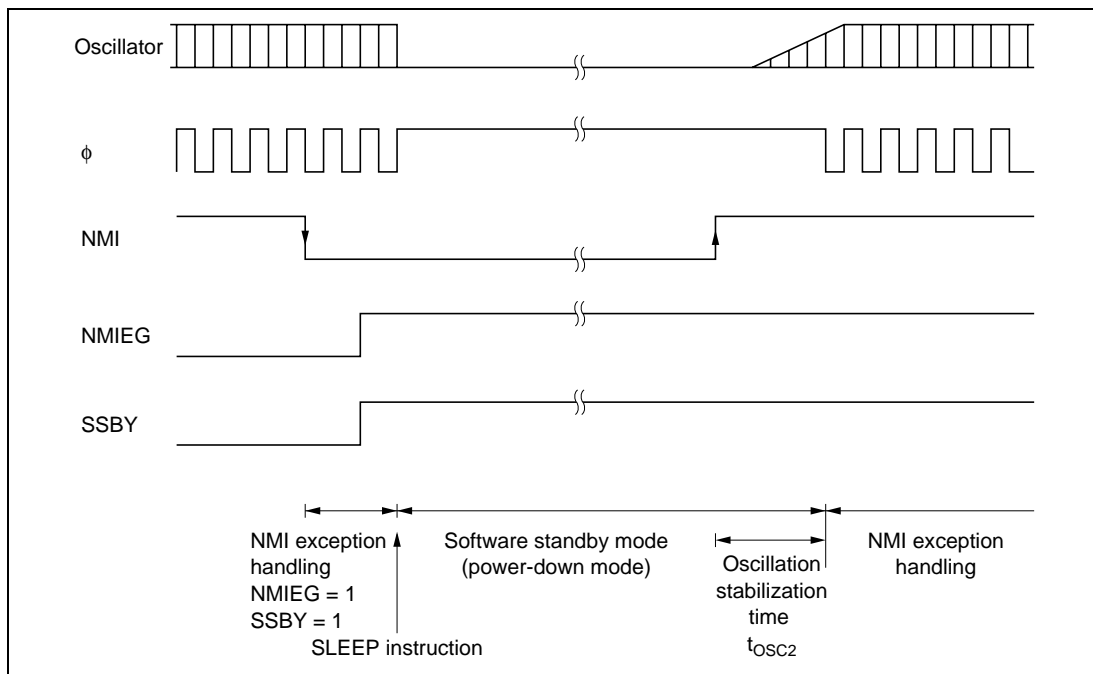 Oscillator
ϕ
NMI
NMIEG
SSBY
NMI exception
handling
NMIEG = 1
SSBY = 1
SLEEP instruction
Software standby mode
(power-down mode)
Oscillation
stabilization
time
tOSC2
NMI exception
handling